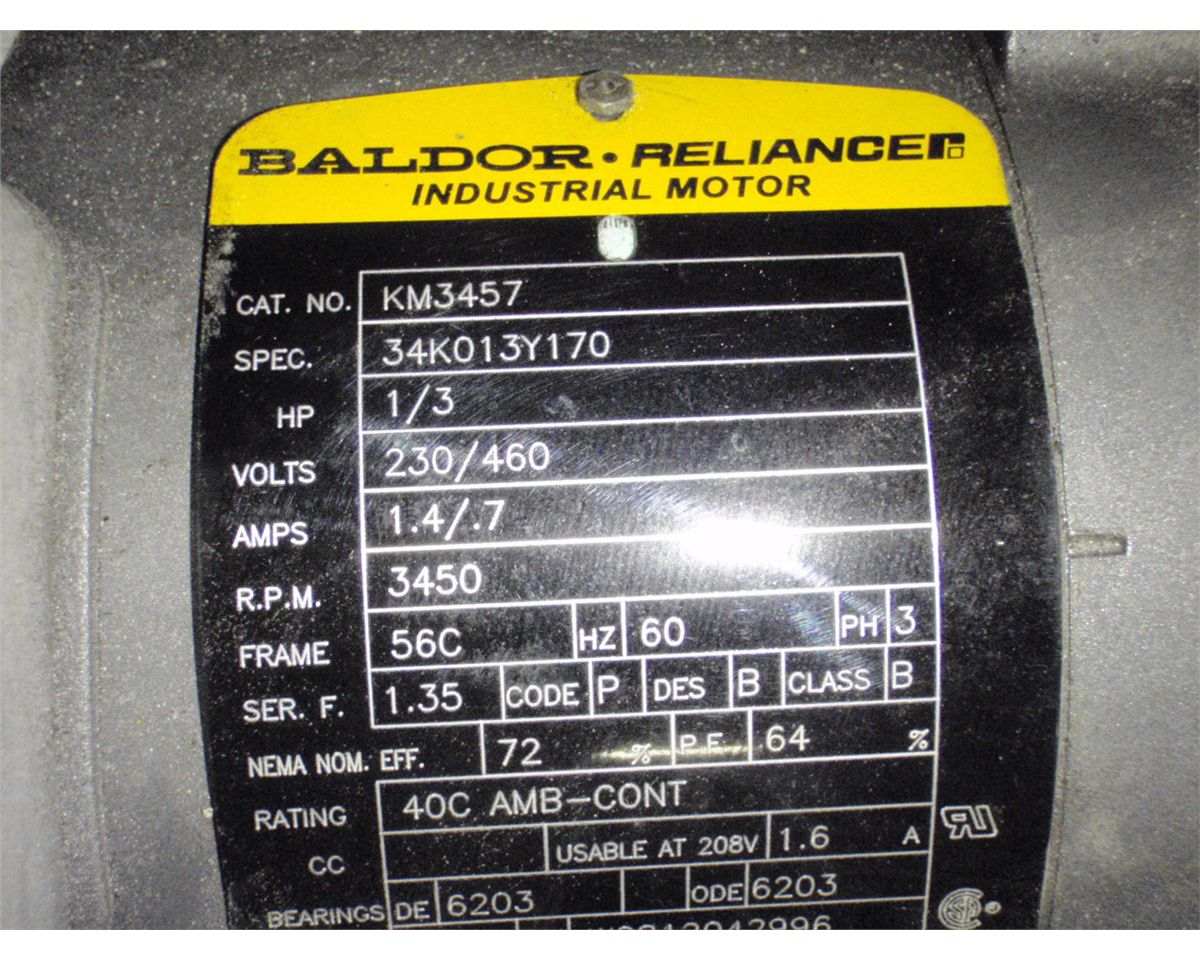 BALDOR • RELIANCE
INDUSTRIAL MOTOR
CAT. NO. KM3457
SPEC. 34K013Y170
HP 1/3
VOLTS 230/460
AMPS 1.4/.7
R.P.M. 3450
FRAME 56C HZ 60 PH 3
SER. F. 1.35 CODE P DES B CLASS B
NEMA NOM. EFF. 72 % P.F. 64 %
RATING 40C AMB-CONT
CC USABLE AT 208V 1.6 A
BEARINGS DE 6203 ODE 6203